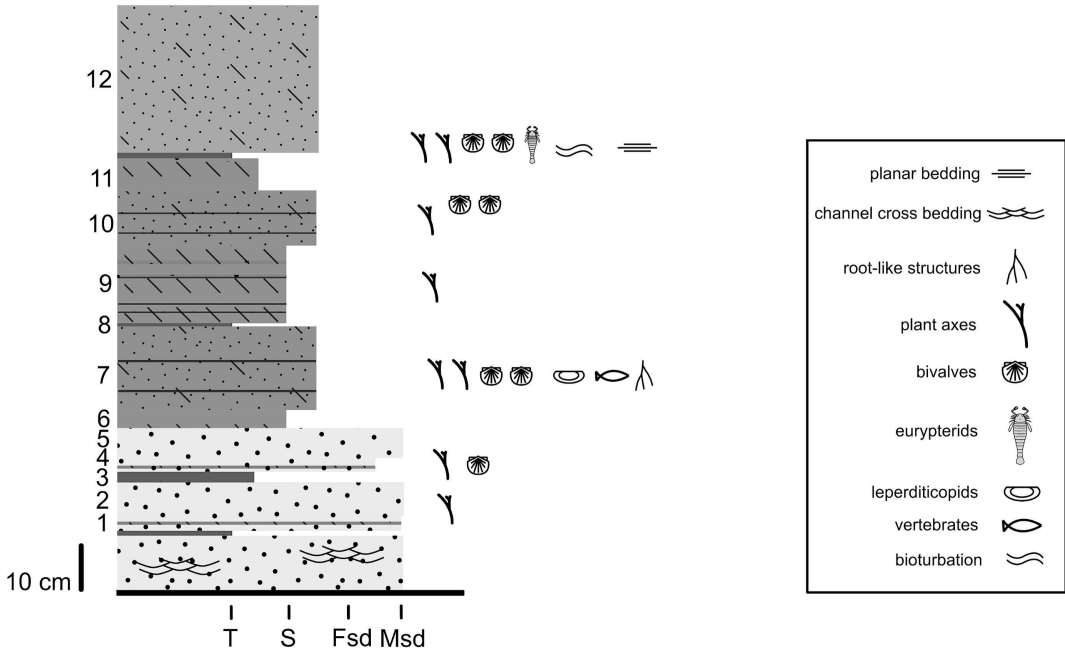 12
11
10
9
8
7
6
5
4
3
2
1
10 cm
T S Fsd Msd
planar bedding
channel cross bedding
root-like structures
plant axes
bivalves
eurypterids
leperditicopids
vertebrates
bioturbation